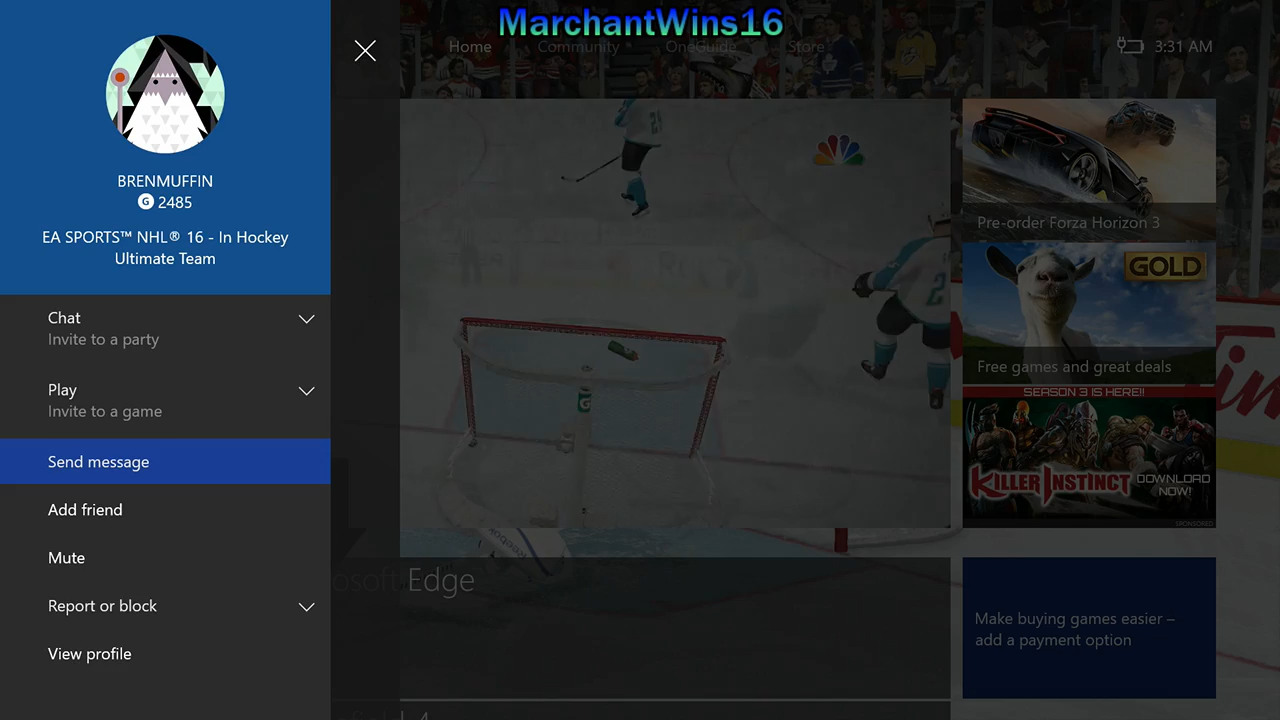 MarchantWins16
Home Community OneGuide Store
3:31 AM
BRENMUFFIN
G 2485
EA SPORTS™ NHL® 16 - In Hockey
Ultimate Team
Chat
Invite to a party
Play
Invite to a game
Send message
Add friend
Mute
Report or block
View profile
Pre-order Forza Horizon 3
GOLD
Free games and great deals
SEASON 3 IS HERE!!
KILLER INSTINCT
DOWNLOAD
NOW!
SPONSORED
osoft Edge
Make buying games easier –
add a payment option